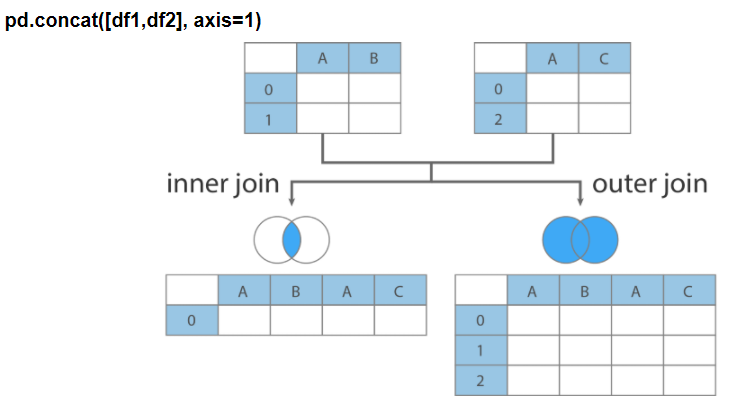 pd.concat([df1,df2], axis=1)
A B
0
1
A C
0
2
inner join
outer join
A B A C
0
A B A C
0
1
2